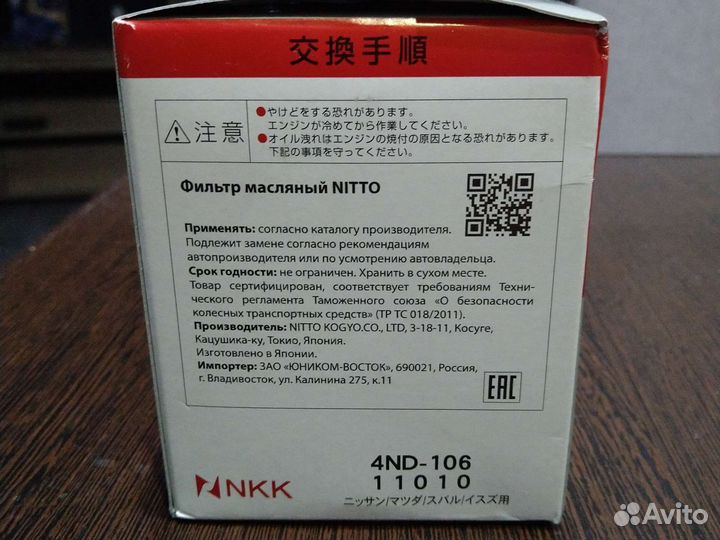 交換手順
注意
●やけどをする恐れがあります。
エンジンが冷めてから作業してください。
●オイル洩れはエンジンの焼付の原因となる恐れがあります。
下記の事項を守ってください。
Фильтр масляный NITTO
Применять: согласно каталогу производителя.
Подлежит замене согласно рекомендациям
автопроизводителя или по усмотрению автовладельца.
Срок годности: не ограничен. Хранить в сухом месте.
Товар сертифицирован, соответствует требованиям Техни-
ческого регламента Таможенного союза «О безопасности
колесных транспортных средств» (ТР ТС 018/2011).
Производитель: NITTO KOGYO.CO., LTD, 3-18-11, Косуге,
Кацушика-ку, Токио, Япония.
Изготовлено в Японии.
Импортер: ЗАО «ЮНИКОМ-ВОСТОК», 690021, Россия,
г. Владивосток, ул. Калинина 275, к.11
EAC
4ND-106
11010
NKK
ニッサン/マツダ/スバル/イスズ用
Avito